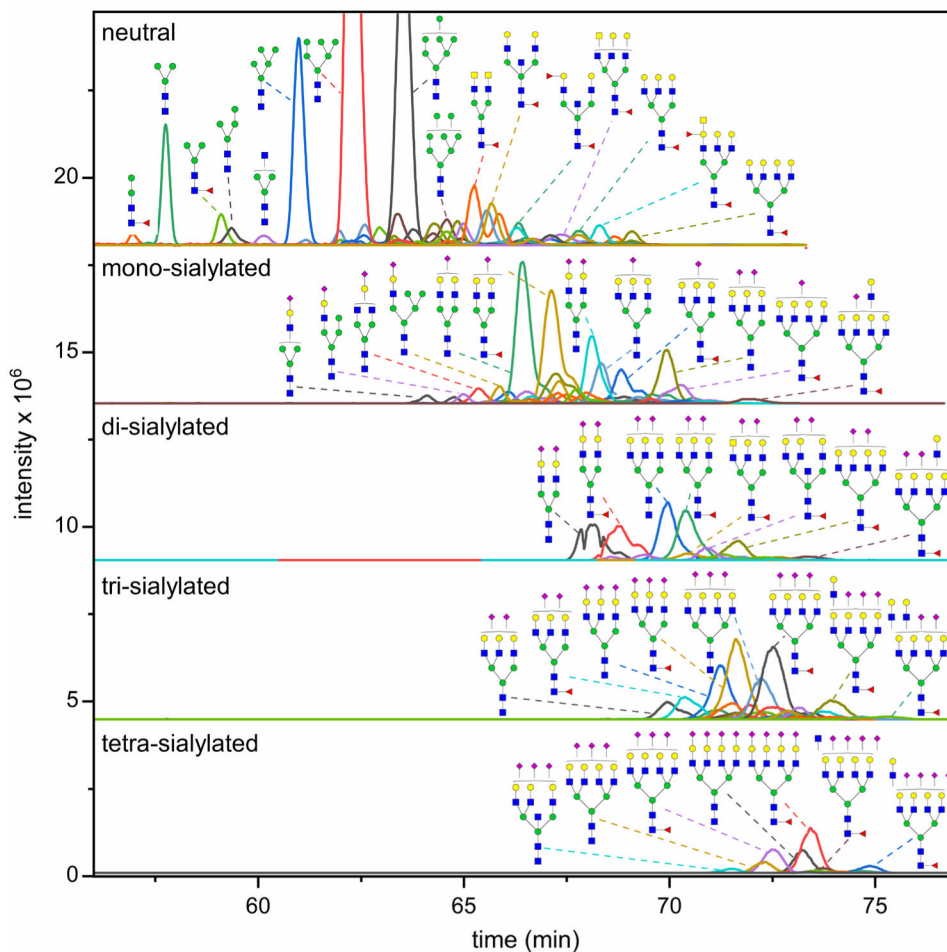 neutral
20
mono-sialylated
15
di-sialylated
10
tri-sialylated
5
tetra-sialylated
0
intensity x 10⁶
60 65 70 75
time (min)